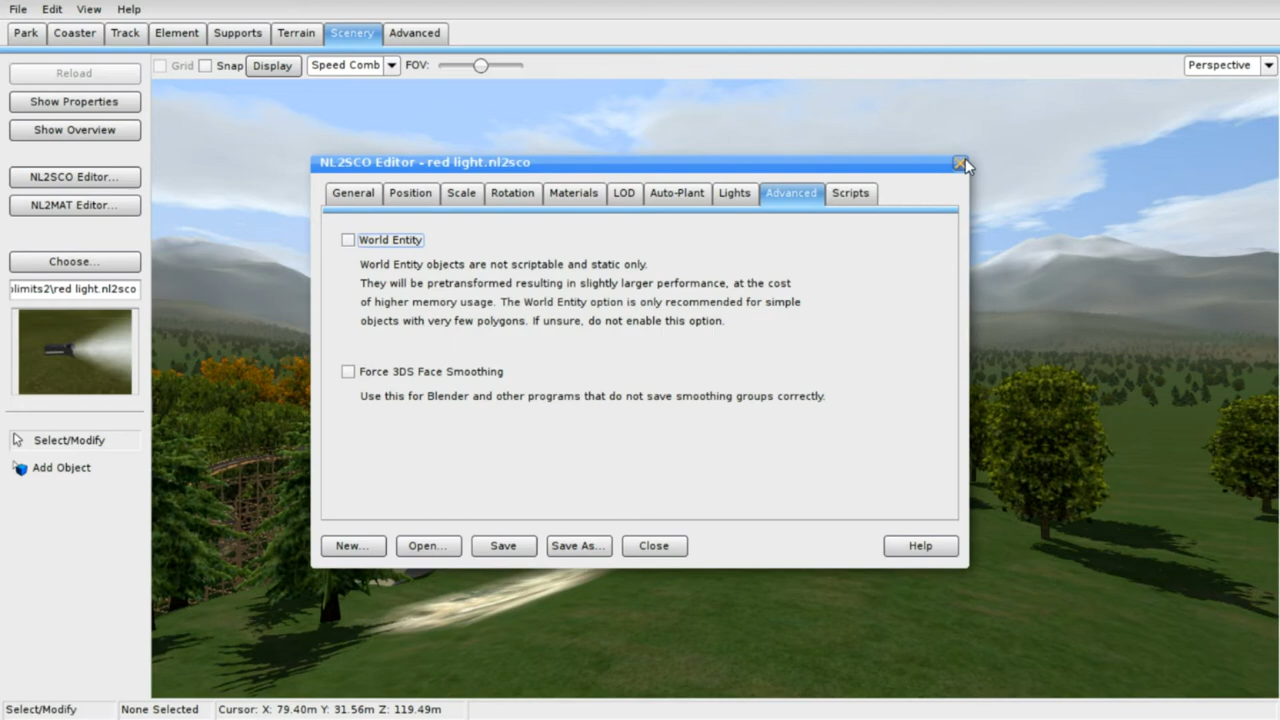 File Edit View Help
Park Coaster Track Element Supports Terrain Scenery Advanced
Reload
Grid Snap Display Speed Comb FOV: Perspective
Show Properties
Show Overview
NL2SCO Editor...
NL2MAT Editor...
Choose...
olimits2\red light.nl2sco
Select/Modify
Add Object
NL2SCO Editor - red light.nl2sco
General Position Scale Rotation Materials LOD Auto-Plant Lights Advanced Scripts
World Entity
World Entity objects are not scriptable and static only.
They will be pretransformed resulting in slightly larger performance, at the cost
of higher memory usage. The World Entity option is only recommended for simple
objects with very few polygons. If unsure, do not enable this option.
Force 3DS Face Smoothing
Use this for Blender and other programs that do not save smoothing groups correctly.
New... Open... Save Save As... Close Help
Select/Modify None Selected Cursor: X: 79.40m Y: 31.56m Z: 119.49m